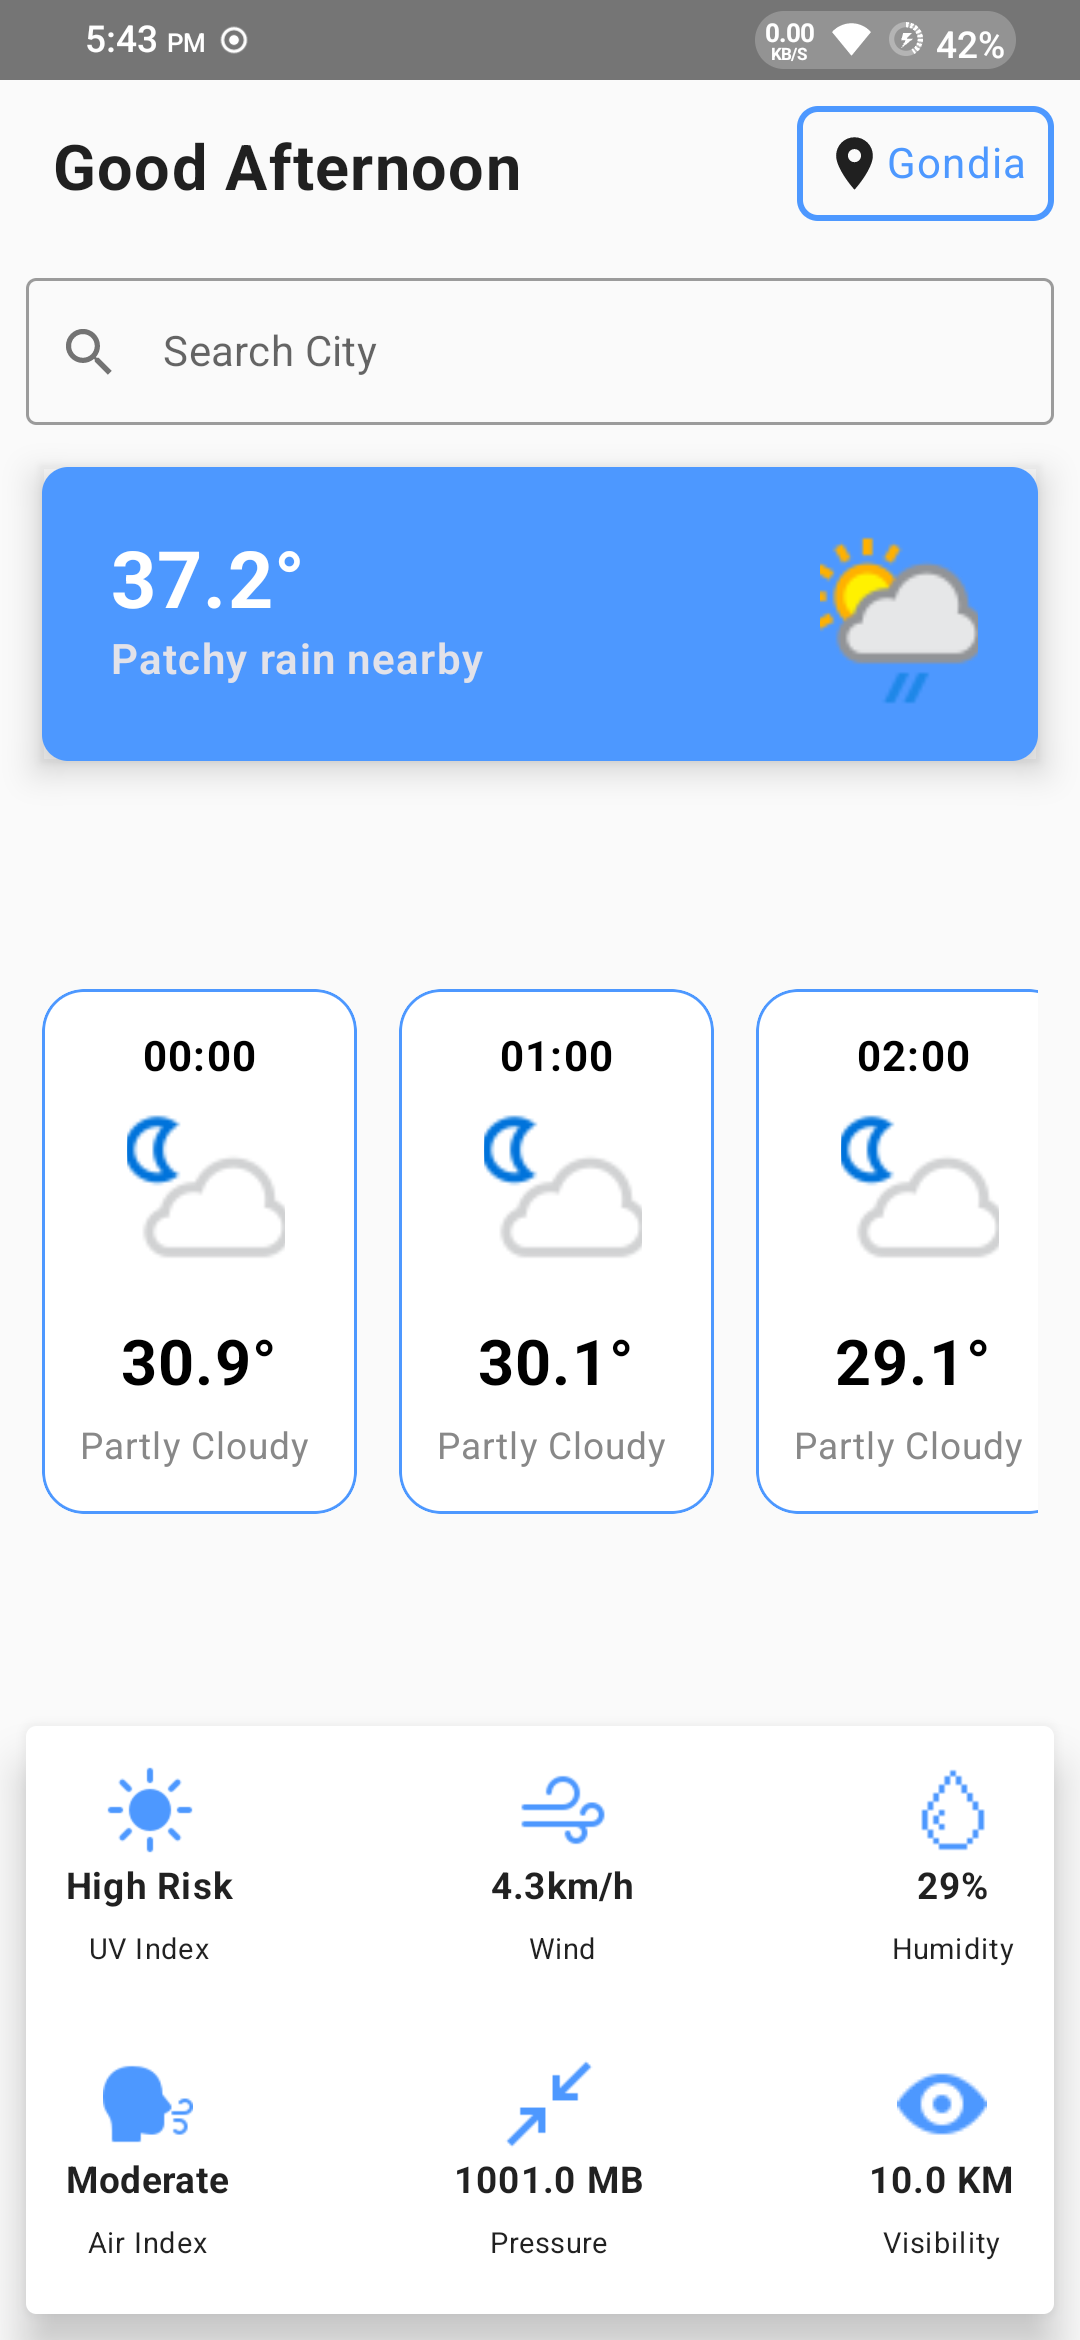 5:43 PM
0.00
KB/S
42%
Good Afternoon
Gondia
Search City
37.2°
Patchy rain nearby
00:00 01:00 02:00
30.9° 30.1° 29.1°
Partly Cloudy Partly Cloudy Partly Cloudy
High Risk 4.3km/h 29%
UV Index Wind Humidity
Moderate 1001.0 MB 10.0 KM
Air Index Pressure Visibility